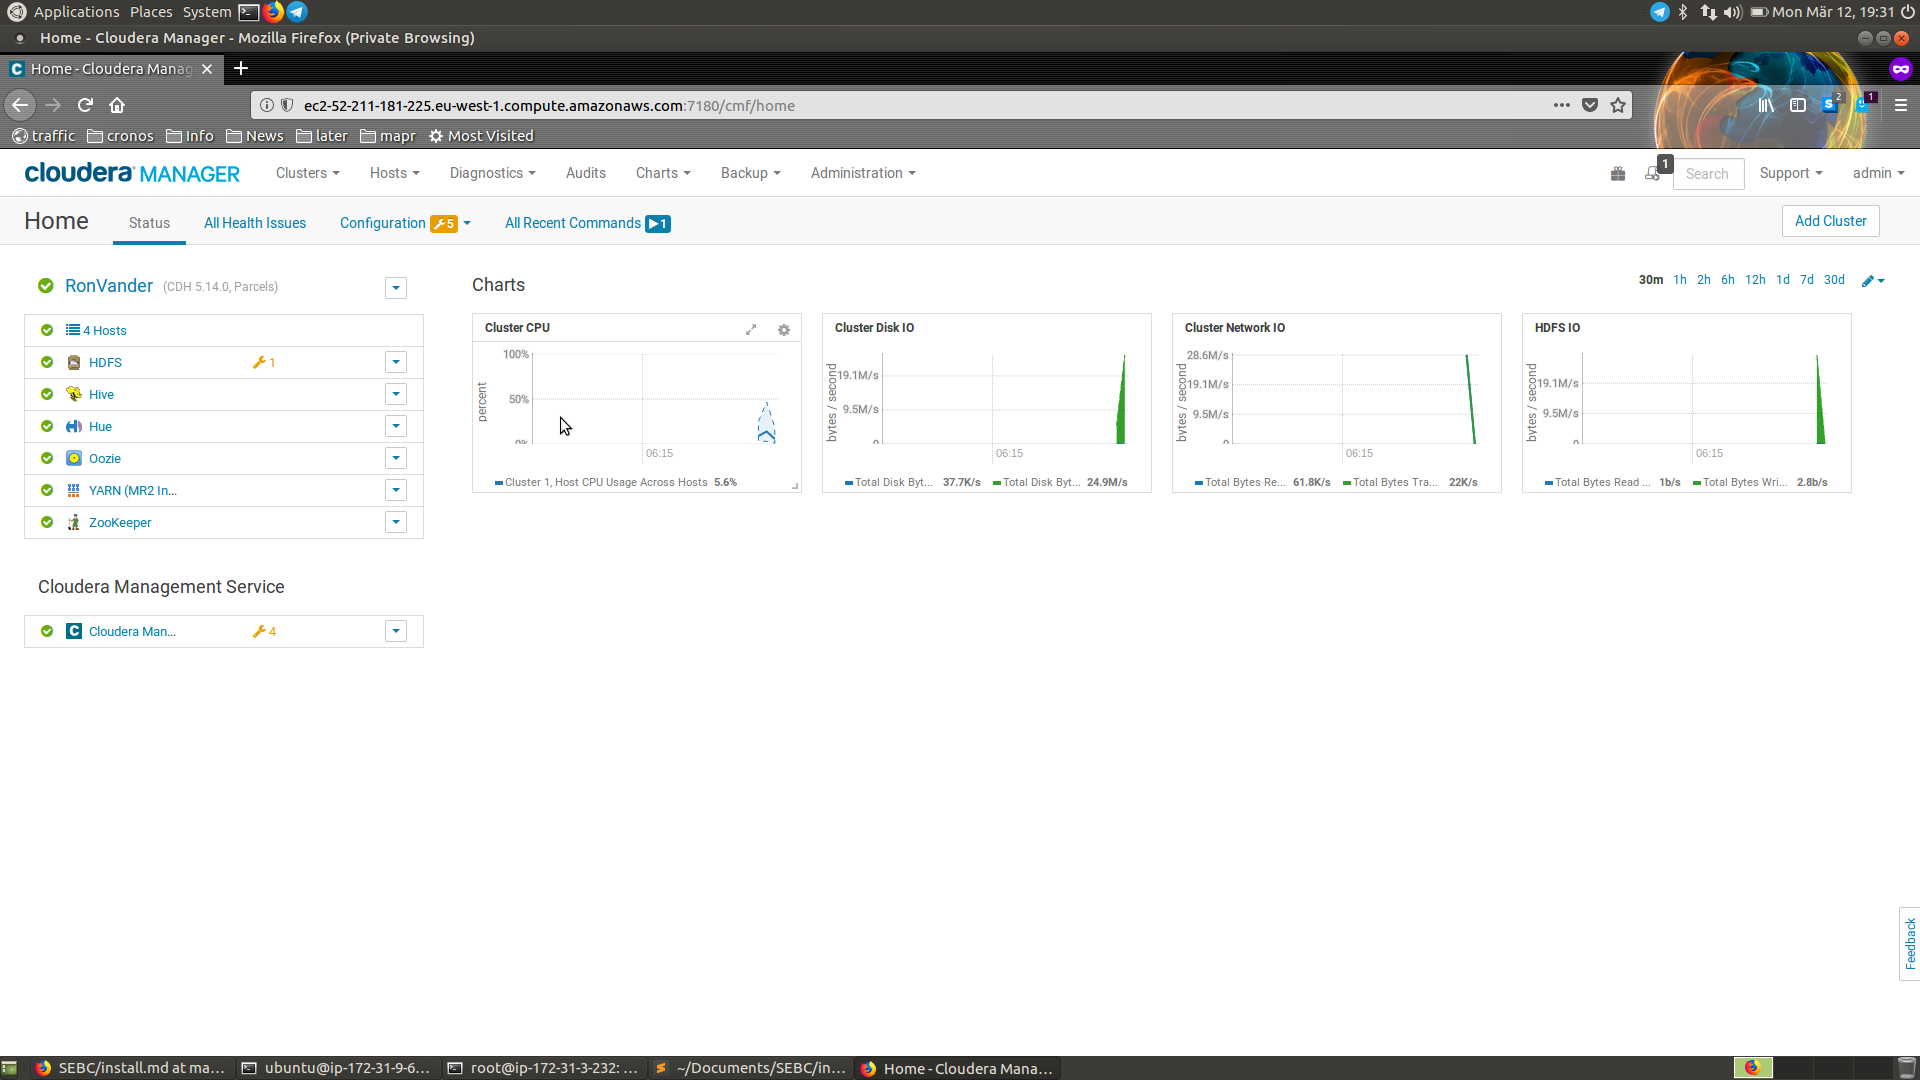 Applications Places System
Mon Mär 12, 19:31
Home - Cloudera Manager - Mozilla Firefox (Private Browsing)
Home - Cloudera Manag
ec2-52-211-181-225.eu-west-1.compute.amazonaws.com:7180/cmf/home
2
1
traffic cronos Info News later mapr Most Visited
cloudera MANAGER Clusters Hosts Diagnostics Audits Charts Backup Administration
1
Search Support admin
Home Status All Health Issues Configuration 5 All Recent Commands 1
Add Cluster
RonVander (CDH 5.14.0, Parcels)
4 Hosts
HDFS 1
Hive
Hue
Oozie
YARN (MR2 In...
ZooKeeper
Cloudera Management Service
Cloudera Man... 4
Charts
30m 1h 2h 6h 12h 1d 7d 30d
Cluster CPU
percent
100%
50%
0%
06:15
Cluster 1, Host CPU Usage Across Hosts 5.6%
Cluster Disk IO
bytes / second
19.1M/s
9.5M/s
0
06:15
Total Disk Byt... 37.7K/s Total Disk Byt... 24.9M/s
Cluster Network IO
bytes / second
28.6M/s
19.1M/s
9.5M/s
0
06:15
Total Bytes Re... 61.8K/s Total Bytes Tra... 22K/s
HDFS IO
bytes / second
19.1M/s
9.5M/s
0
06:15
Total Bytes Read ... 1b/s Total Bytes Wri... 2.8b/s
Feedback
SEBC/install.md at ma... ubuntu@ip-172-31-9-6... root@ip-172-31-3-232: ... ~/Documents/SEBC/in... Home - Cloudera Mana...